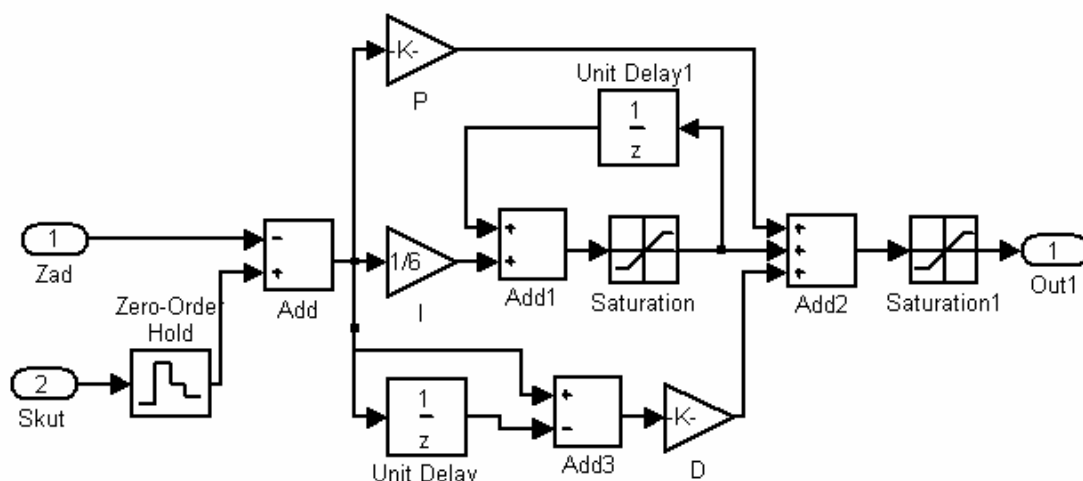 -K-
P
Unit Delay1
1
z
1
Zad
-
+
Add
1/6
I
+
+
Add1
Saturation
+
+
+
Add2
Saturation1
1
Out1
Zero-Order
Hold
2
Skut
1
z
Unit Delay
+
-
Add3
-K-
D